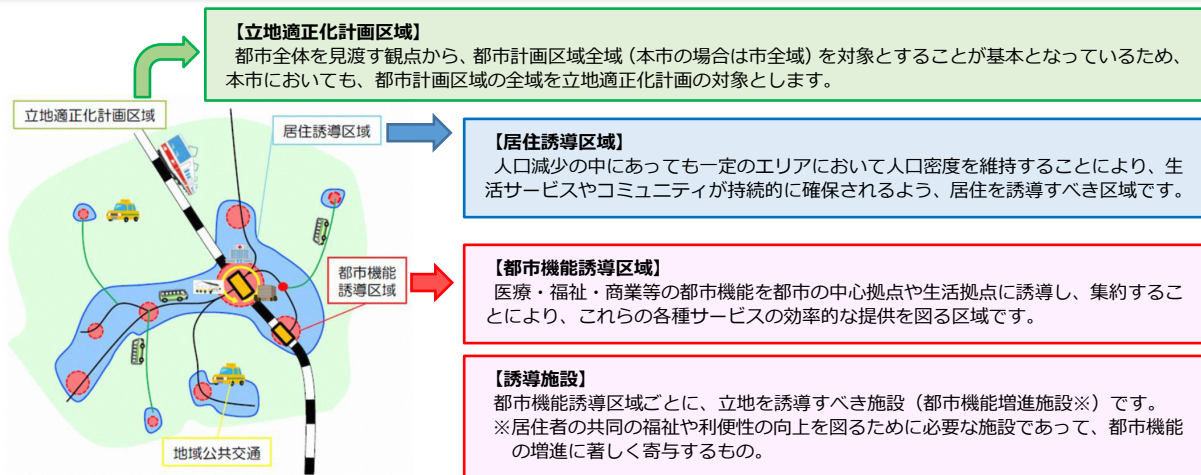 【立地適正化計画区域】
都市全体を見渡す観点から、都市計画区域全域（本市の場合は市全域）を対象とすることが基本となっているため、
本市においても、都市計画区域の全域を立地適正化計画の対象とします。
立地適正化計画区域
居住誘導区域
【居住誘導区域】
人口減少の中にあっても一定のエリアにおいて人口密度を維持することにより、生
活サービスやコミュニティが持続的に確保されるよう、居住を誘導すべき区域です。
都市機能
誘導区域
【都市機能誘導区域】
医療・福祉・商業等の都市機能を都市の中心拠点や生活拠点に誘導し、集約するこ
とにより、これらの各種サービスの効率的な提供を図る区域です。
【誘導施設】
都市機能誘導区域ごとに、立地を誘導すべき施設（都市機能増進施設※）です。
※居住者の共同の福祉や利便性の向上を図るために必要な施設であって、都市機能
の増進に著しく寄与するもの。
地域公共交通